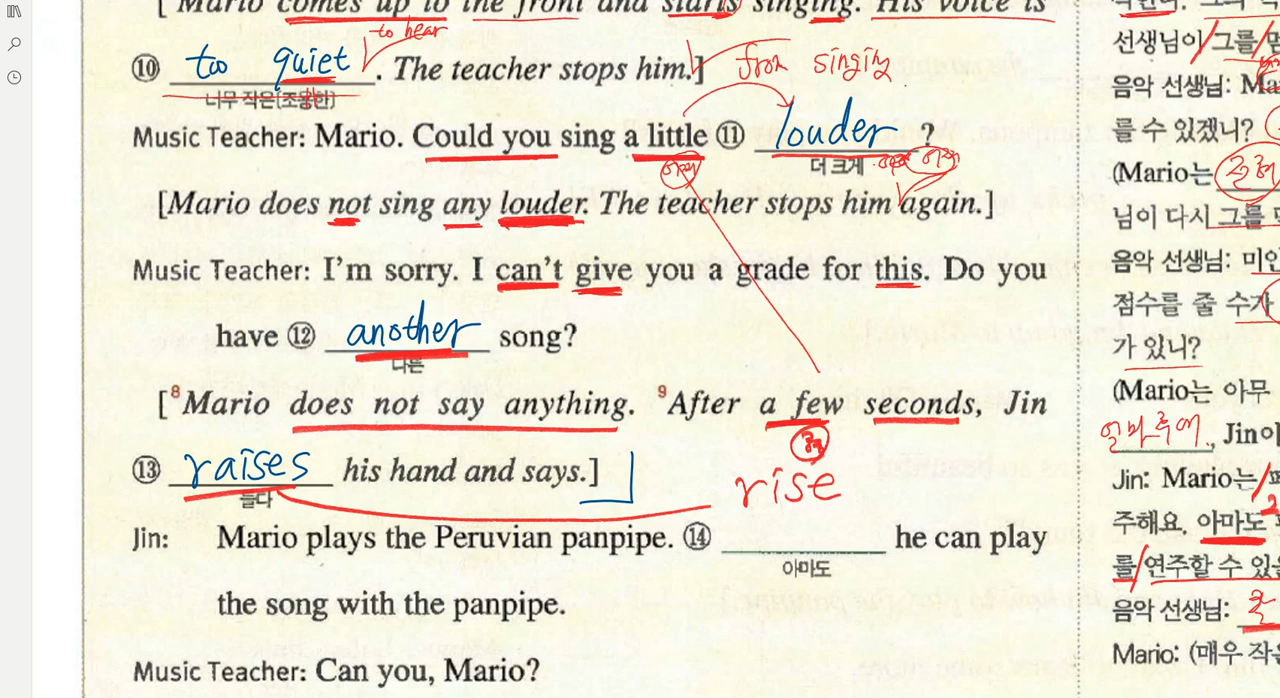 [ Mario comes up to the front and starts singing. His voice is
to hear
⑩ too quiet . The teacher stops him.] from singing
너무 작은[조용한]
Music Teacher: Mario. Could you sing a little ⑪ louder ?
더 크게
[Mario does not sing any louder. The teacher stops him again.]
Music Teacher: I'm sorry. I can't give you a grade for this. Do you
have ⑫ another song?
다른
[⁸Mario does not say anything. ⁹After a few seconds, Jin
⑬ raises his hand and says.]
들다
rise
Jin: Mario plays the Peruvian panpipe. ⑭ he can play
아마도
the song with the panpipe.
Music Teacher: Can you, Mario?
선생님이/그를/멈
음악 선생님: Ma
를 수 있겠니?
(Mario는
님이 다시 그를 멈
음악 선생님: 미안
점수를 줄 수가
가 있니?
(Mario는 아무
, Jin이
Jin: Mario는/
주해요. 아마도
를/연주할 수 있을
음악 선생님:
Mario: (매우 작은